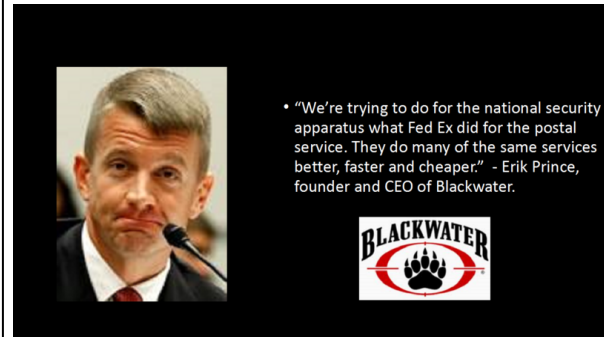 • “We’re trying to do for the national security
apparatus what Fed Ex did for the postal
service. They do many of the same services
better, faster and cheaper.”  - Erik Prince,
founder and CEO of Blackwater.
BLACKWATER